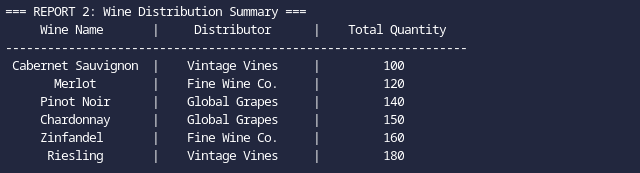 === REPORT 2: Wine Distribution Summary ===
Wine Name | Distributor | Total Quantity
------------------------------------------------------------------
Cabernet Sauvignon | Vintage Vines | 100
Merlot | Fine Wine Co. | 120
Pinot Noir | Global Grapes | 140
Chardonnay | Global Grapes | 150
Zinfandel | Fine Wine Co. | 160
Riesling | Vintage Vines | 180